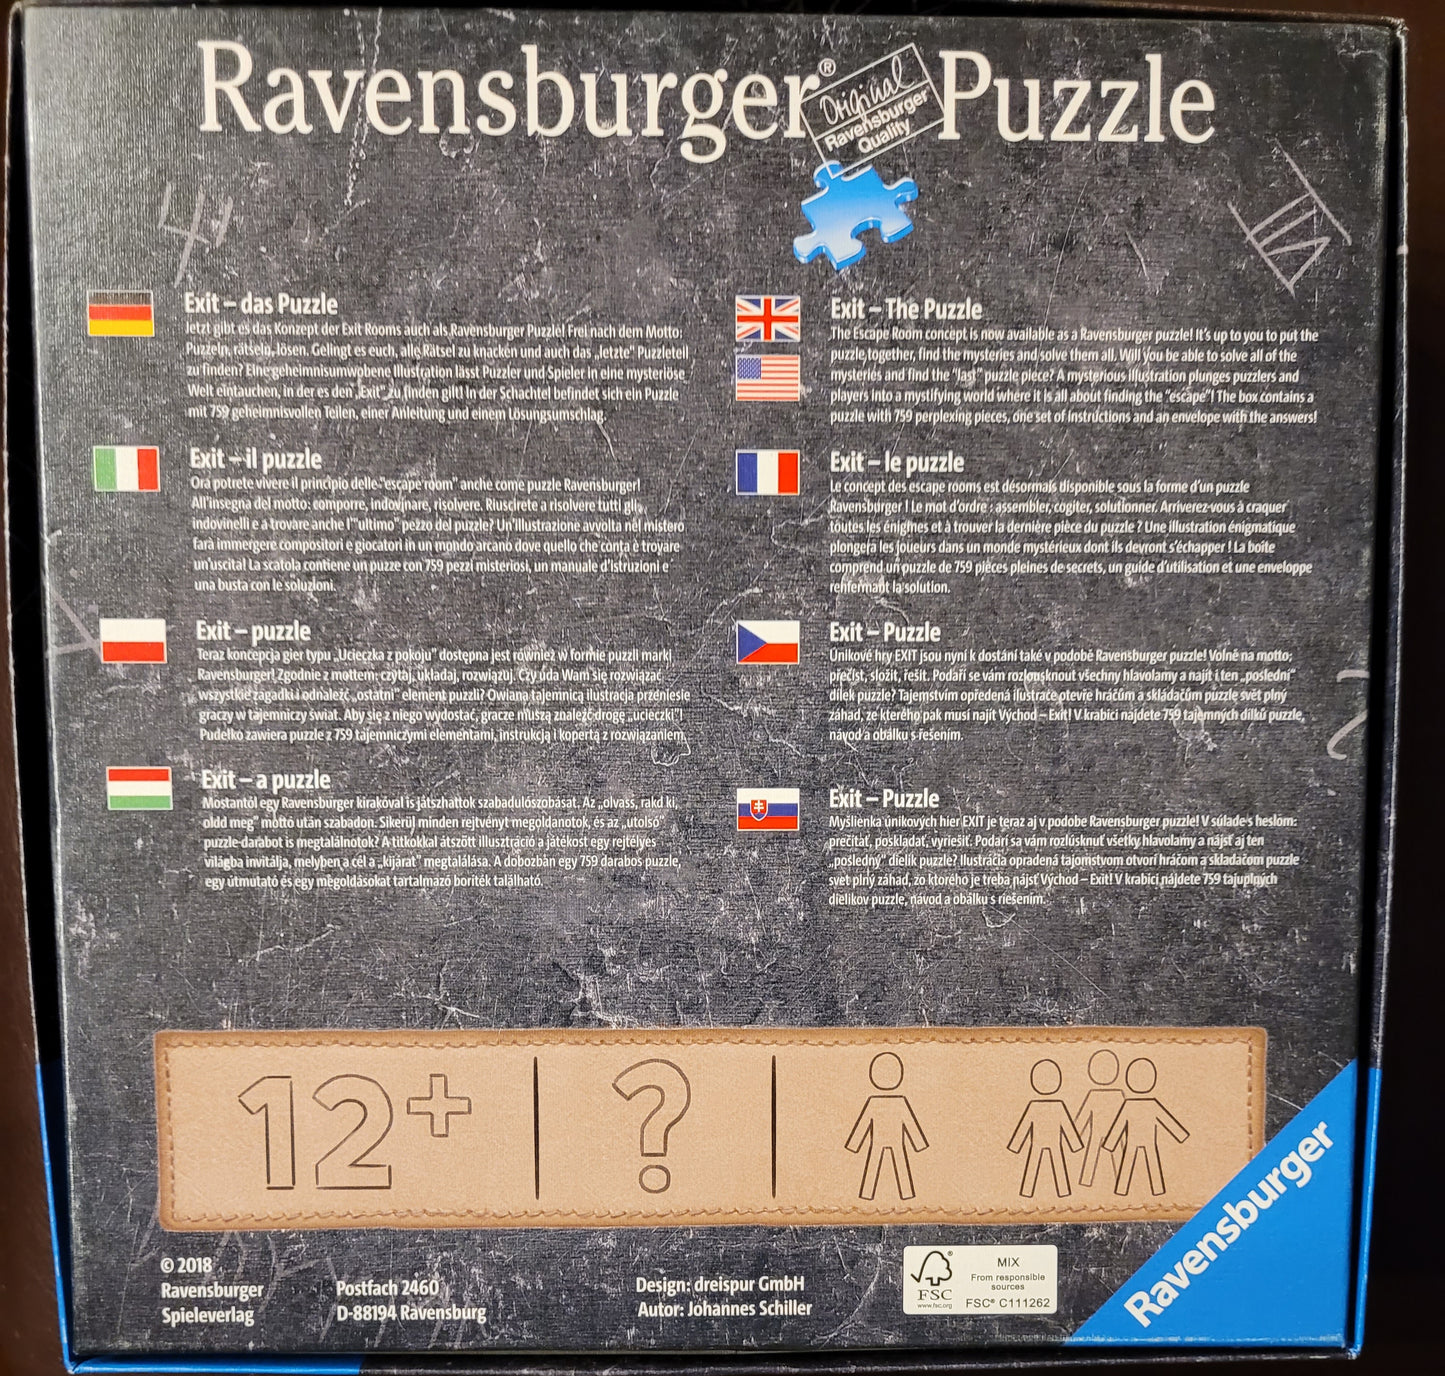 Ravensburger® Puzzle
Original
Ravensburger
Quality
Exit – das Puzzle
Jetzt gibt es das Konzept der Exit Rooms auch als Ravensburger Puzzle! Frei nach dem Motto:
Puzzeln, rätseln, lösen. Gelingt es euch, alle Rätsel zu knacken und auch das „letzte“ Puzzleteil
zu finden? Eine geheimnisumwobene Illustration lässt Puzzler und Spieler in eine mysteriöse
Welt eintauchen, in der es den „Exit“ zu finden gilt! In der Schachtel befindet sich ein Puzzle
mit 759 geheimnisvollen Teilen, einer Anleitung und einem Lösungsumschlag.
Exit – The Puzzle
The Escape Room concept is now available as a Ravensburger puzzle! It’s up to you to put the
puzzle together, find the mysteries and solve them all. Will you be able to solve all of the
mysteries and find the “last” puzzle piece? A mysterious illustration plunges puzzlers and
players into a mystifying world where it is all about finding the “escape”! The box contains a
puzzle with 759 perplexing pieces, one set of instructions and an envelope with the answers!
Exit – il puzzle
Ora potrete vivere il principio delle “escape room” anche come puzzle Ravensburger!
All’insegna del motto: comporre, indovinare, risolvere. Riuscirete a risolvere tutti gli
indovinelli e a trovare anche l’“ultimo” pezzo del puzzle? Un’illustrazione avvolta nel mistero
farà immergere compositori e giocatori in un mondo arcano dove quello che conta è trovare
un’uscita! La scatola contiene un puzze con 759 pezzi misteriosi, un manuale d’istruzioni e
una busta con le soluzioni.
Exit – le puzzle
Le concept des escape rooms est désormais disponible sous la forme d’un puzzle
Ravensburger ! Le mot d’ordre : assembler, cogiter, solutionner. Arriverez-vous à craquer
toutes les énigmes et à trouver la dernière pièce du puzzle ? Une illustration énigmatique
plongera les joueurs dans un monde mystérieux dont ils devront s’échapper ! La boîte
comprend un puzzle de 759 pièces pleines de secrets, un guide d’utilisation et une enveloppe
renfermant la solution.
Exit – puzzle
Teraz koncepcja gier typu „Ucieczka z pokoju” dostępna jest również w formie puzzli marki
Ravensburger! Zgodnie z mottem: czytaj, układaj, rozwiązuj. Czy uda Wam się rozwiązać
wszystkie zagadki i odnaleźć „ostatni” element puzzli? Owiana tajemnicą ilustracja przeniesie
graczy w tajemniczy świat. Aby się z niego wydostać, gracze muszą znaleźć drogę „ucieczki”!
Pudełko zawiera puzzle z 759 tajemniczymi elementami, instrukcją i kopertą z rozwiązaniem.
Exit – Puzzle
Únikové hry EXIT jsou nyní k dostání také v podobě Ravensburger puzzle! Volně na motto;
přečíst, složit, řešit. Podaří se vám rozlousknout všechny hlavolamy a najít i ten „poslední“
dílek puzzle? Tajemstvím opředená ilustrace otevře hráčům a skládačům puzzle svět plný
záhad, ze kterého pak musí najít Východ – Exit! V krabici najdete 759 tajemných dílků puzzle,
návod a obálku s řešením.
Exit – a puzzle
Mostantól egy Ravensburger kirakóval is játszhattok szabadulószobásat. Az „olvass, rakd ki,
oldd meg” mottó után szabadon. Sikerül minden rejtvényt megoldanotok, és az „utolsó”
puzzle-darabot is megtalálnotok? A titkokkal átszőtt illusztráció a játékost egy rejtélyes
világba invitálja, melyben a cél a „kijárat” megtalálása. A dobozban egy 759 darabos puzzle,
egy útmutató és egy megoldásokat tartalmazó boríték található.
Exit – Puzzle
Myšlienka únikových hier EXIT je teraz aj v podobe Ravensburger puzzle! V súlade s heslom:
prečítať, poskladať, vyriešiť. Podarí sa vám rozlúsknuť všetky hlavolamy a nájsť aj ten
„posledný“ dielik puzzle? Ilustrácia opradená tajomstvom otvorí hráčom a skladačom puzzle
svet plný záhad, zo ktorého je treba nájsť Východ – Exit! V krabici nájdete 759 tajuplných
dielikov puzzle, návod a obálku s riešením.
12+ ?
© 2018
Ravensburger
Spieleverlag
Postfach 2460
D-88194 Ravensburg
Design: dreispur GmbH
Autor: Johannes Schiller
FSC®
www.fsc.org
MIX
From responsible
sources
FSC® C111262
Ravensburger